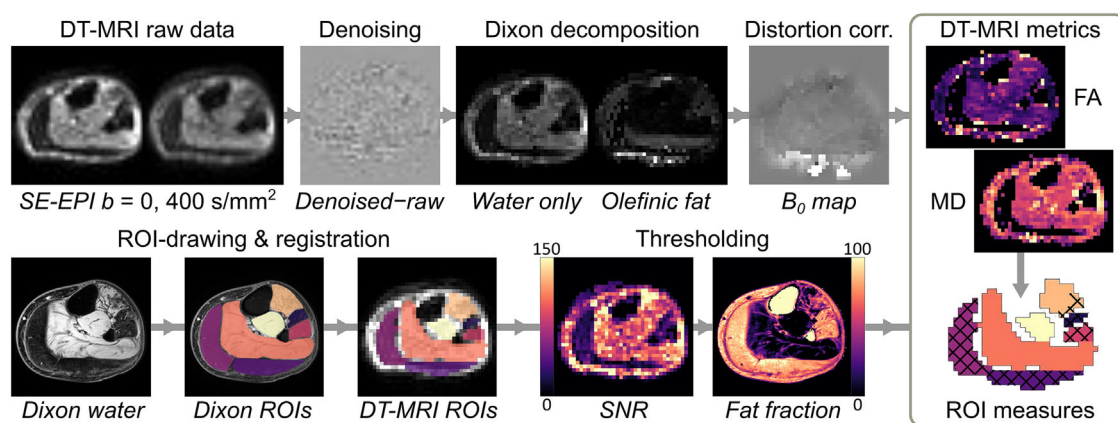 DT-MRI raw data
Denoising
Dixon decomposition
Distortion corr.
DT-MRI metrics
FA
MD
SE-EPI b = 0, 400 s/mm²
Denoised−raw
Water only
Olefinic fat
B₀ map
ROI-drawing & registration
Thresholding
150
100
0
0
Dixon water
Dixon ROIs
DT-MRI ROIs
SNR
Fat fraction
ROI measures